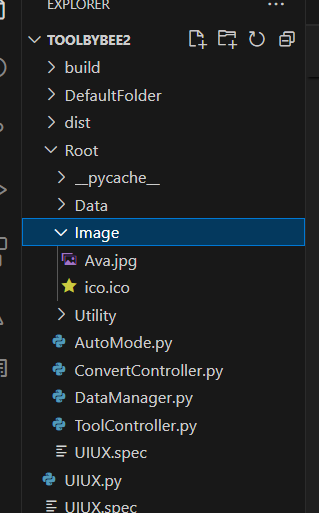 EXPLORER
TOOLBYBEE2
build
DefaultFolder
dist
Root
__pycache__
Data
Image
Ava.jpg
ico.ico
Utility
AutoMode.py
ConvertController.py
DataManager.py
ToolController.py
UIUX.spec
UIUX.py
UIUX.spec